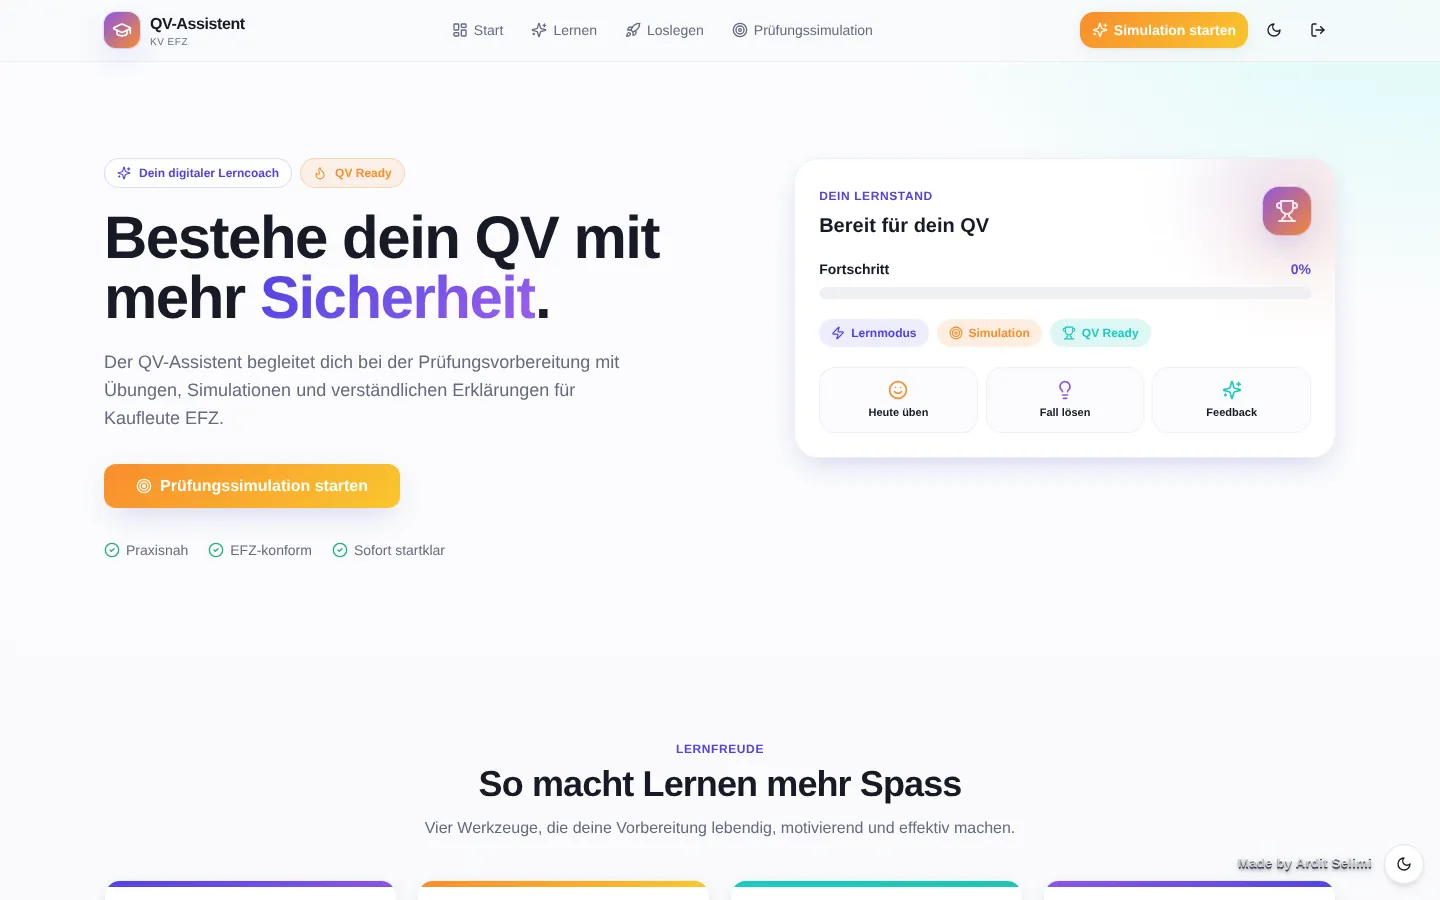 QV-Assistent
KV EFZ
Start
Lernen
Loslegen
Prüfungssimulation
Simulation starten
Dein digitaler Lerncoach
QV Ready
Bestehe dein QV mit
mehr Sicherheit.
Der QV-Assistent begleitet dich bei der Prüfungsvorbereitung mit
Übungen, Simulationen und verständlichen Erklärungen für
Kaufleute EFZ.
Prüfungssimulation starten
Praxisnah
EFZ-konform
Sofort startklar
DEIN LERNSTAND
Bereit für dein QV
Fortschritt
0%
Lernmodus
Simulation
QV Ready
Heute üben
Fall lösen
Feedback
LERNFREUDE
So macht Lernen mehr Spass
Vier Werkzeuge, die deine Vorbereitung lebendig, motivierend und effektiv machen.
Made by Ardit Selimi